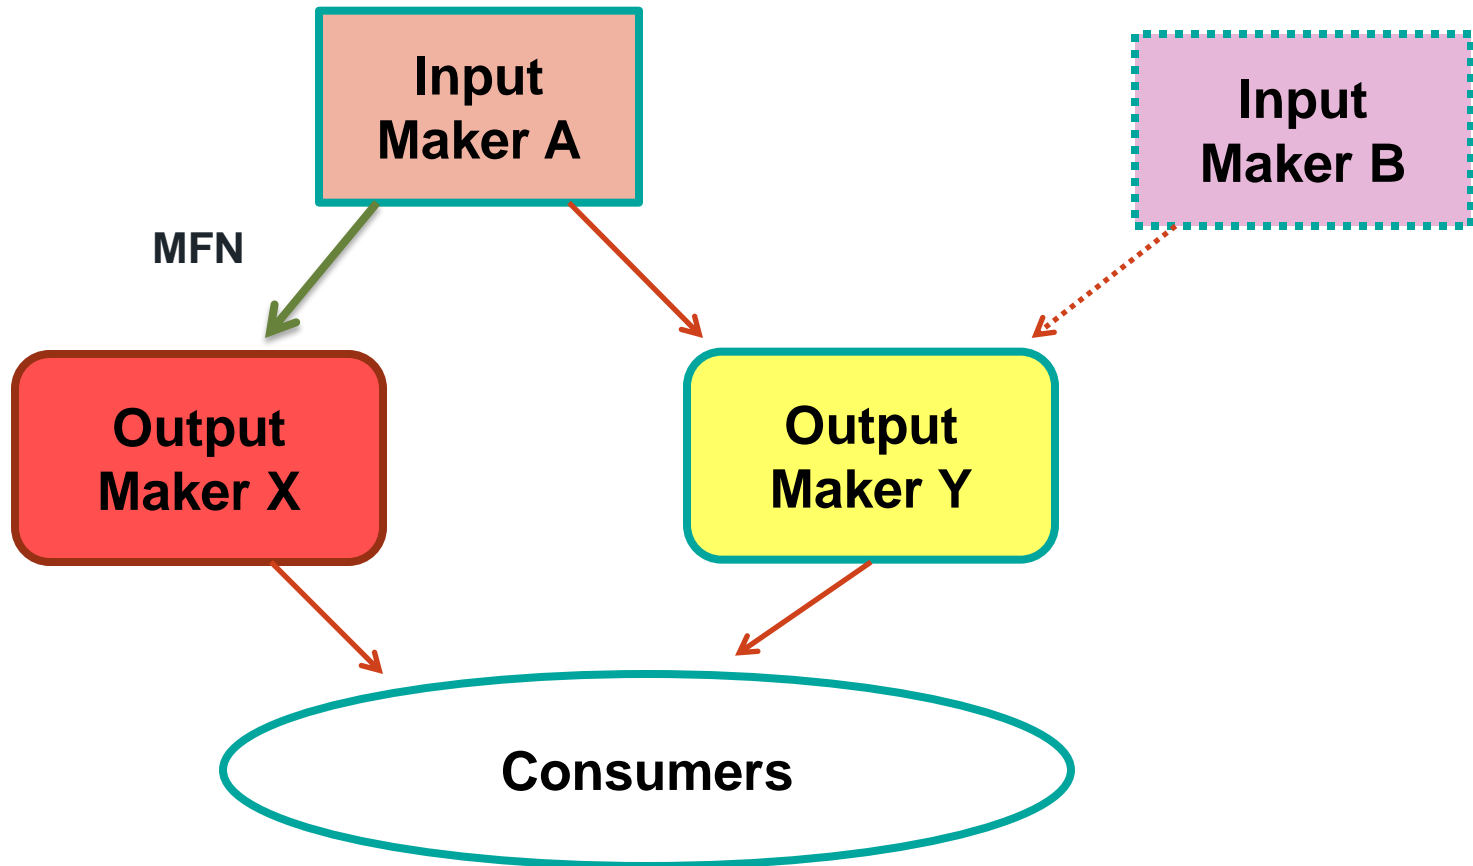 Input
Maker A
Input
Maker B
MFN
Output
Maker X
Output
Maker Y
Consumers